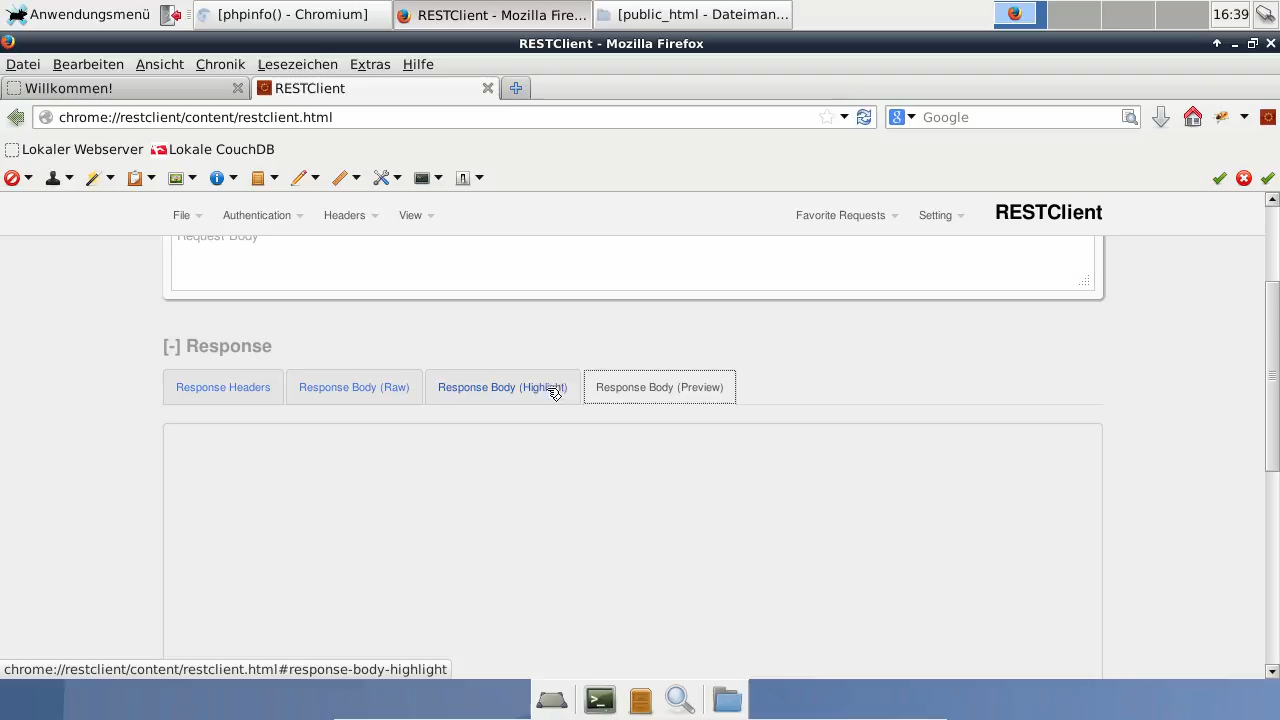 Anwendungsmenü [phpinfo() - Chromium] RESTClient - Mozilla Fire... [public_html - Dateiman... 16:39
RESTClient - Mozilla Firefox
Datei Bearbeiten Ansicht Chronik Lesezeichen Extras Hilfe
Willkommen! RESTClient
chrome://restclient/content/restclient.html Google
Lokaler Webserver Lokale CouchDB
File Authentication Headers View Favorite Requests Setting RESTClient
Request Body
[-] Response
Response Headers Response Body (Raw) Response Body (Highlight) Response Body (Preview)
chrome://restclient/content/restclient.html#response-body-highlight